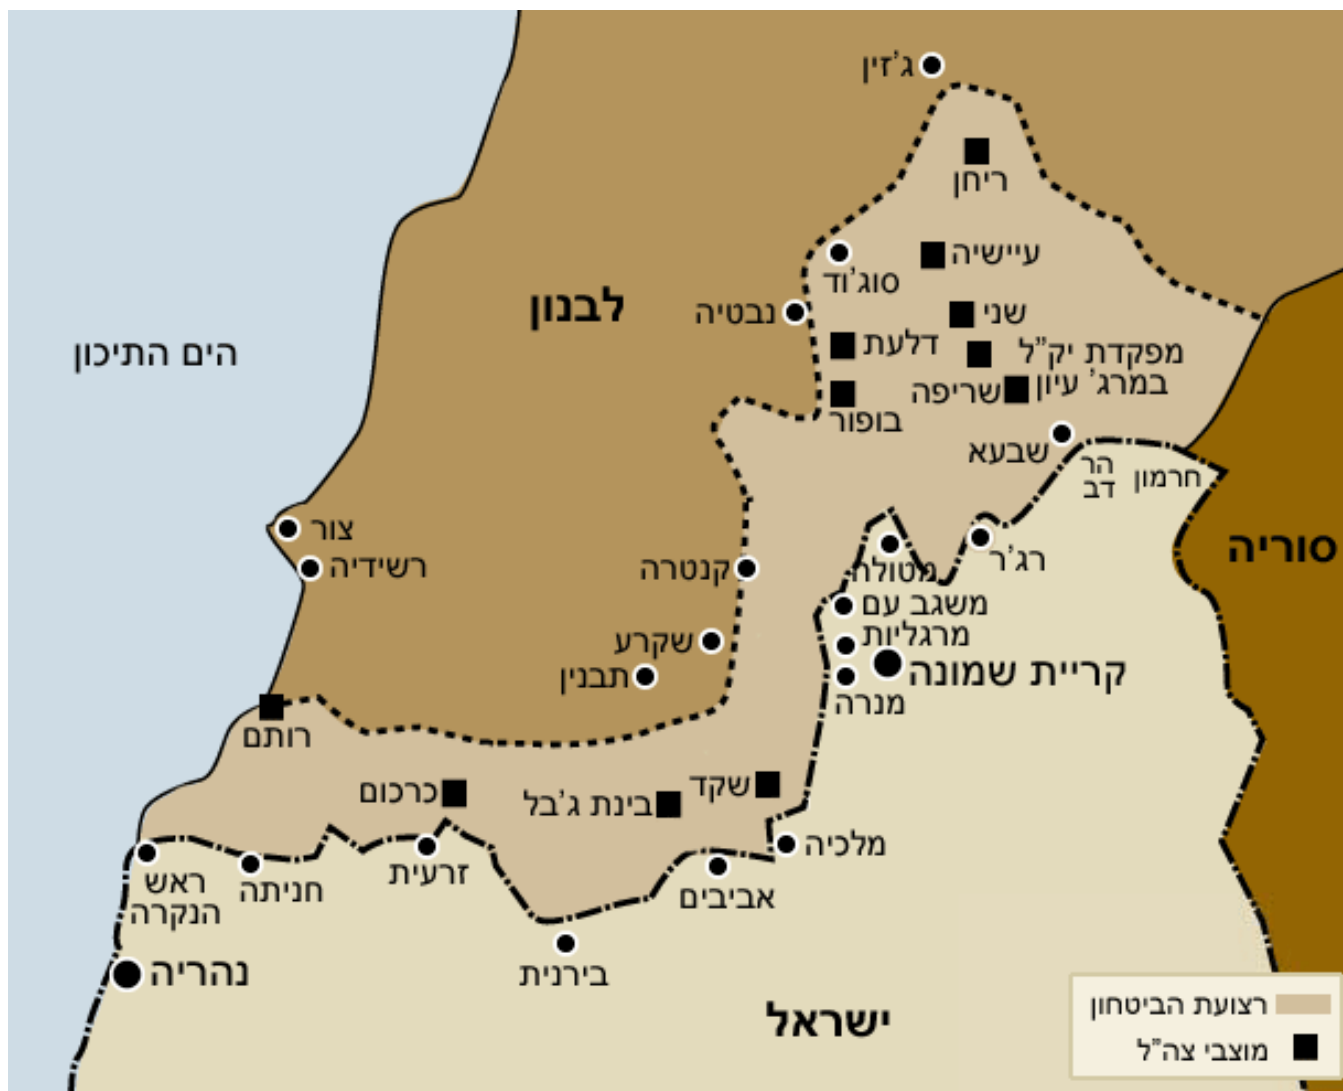 ג'זין
ריחן
עיישיה
סוג'וד
לבנון
נבטיה
שני
דלעת
מפקדת יק"ל
במרג' עיון
הים התיכון
שריפה
בופור
שבעא
הר
דב
חרמון
צור
רשידיה
סוריה
רג'ר
מטולה
קנטרה
משגב עם
מרגליות
שקרע
תבנין
קריית שמונה
מנרה
רותם
שקד
כרכום
בינת ג'בל
מלכיה
זרעית
חניתה
ראש
הנקרה
אביבים
בירנית
נהריה
ישראל
רצועת הביטחון
מוצבי צה"ל